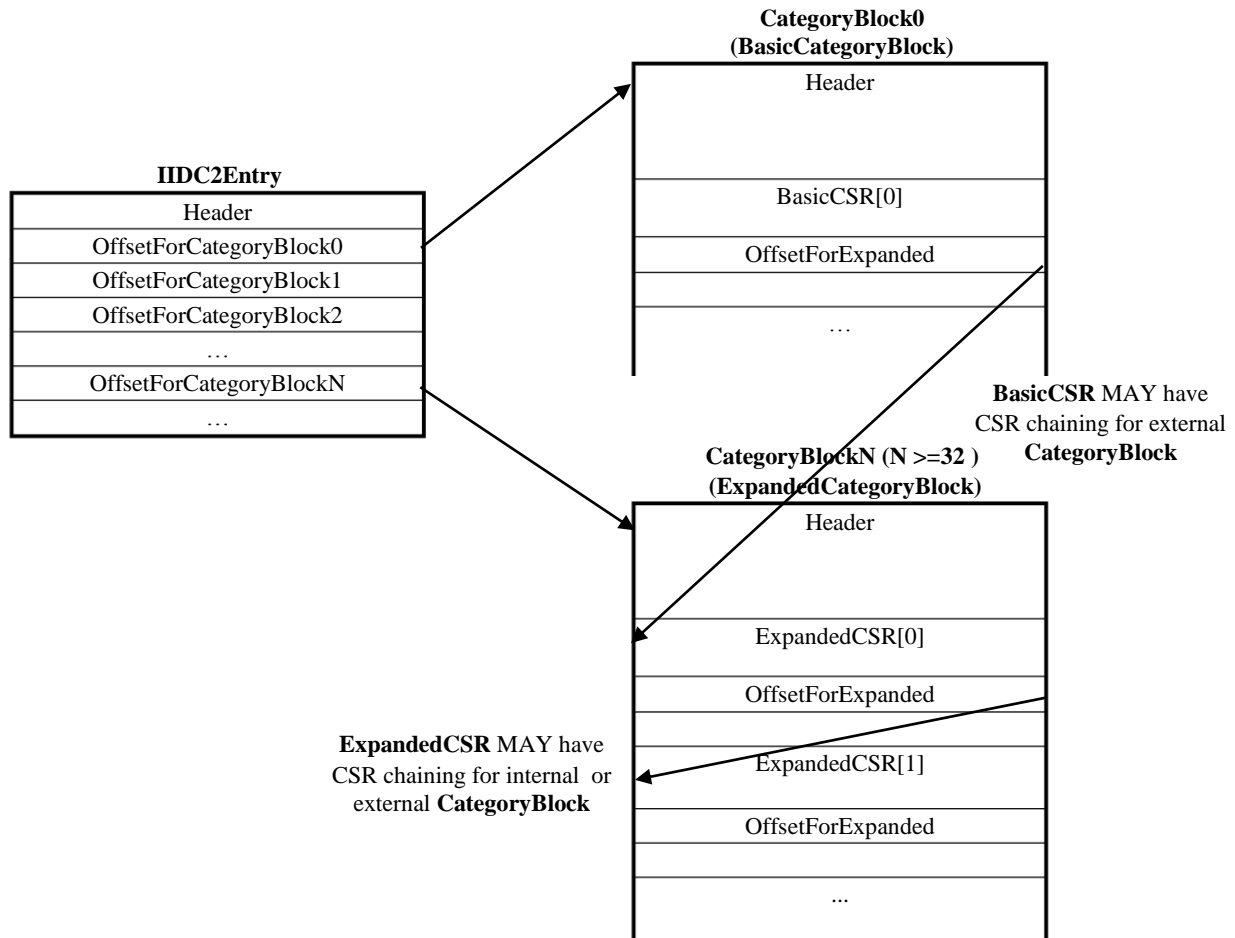 CategoryBlock0
(BasicCategoryBlock)
Header
BasicCSR[0]
OffsetForExpanded
…
IIDC2Entry
Header
OffsetForCategoryBlock0
OffsetForCategoryBlock1
OffsetForCategoryBlock2
…
OffsetForCategoryBlockN
…
BasicCSR MAY have
CSR chaining for external
CategoryBlock
CategoryBlockN (N >=32 )
(ExpandedCategoryBlock)
Header
ExpandedCSR[0]
OffsetForExpanded
ExpandedCSR[1]
OffsetForExpanded
...
ExpandedCSR MAY have
CSR chaining for internal or
external CategoryBlock